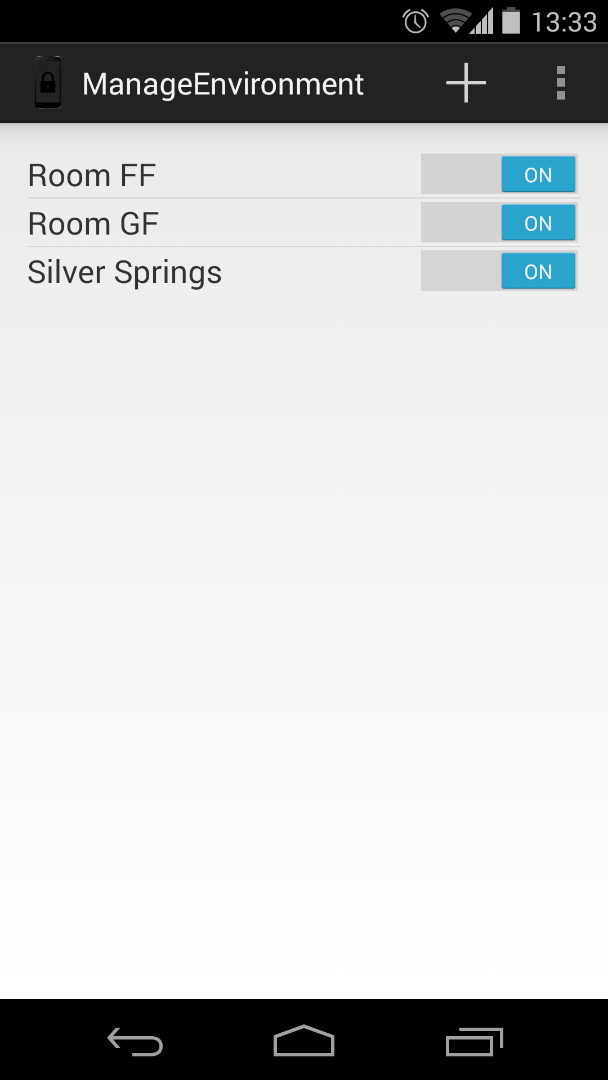 13:33
ManageEnvironment
Room FF ON
Room GF ON
Silver Springs ON